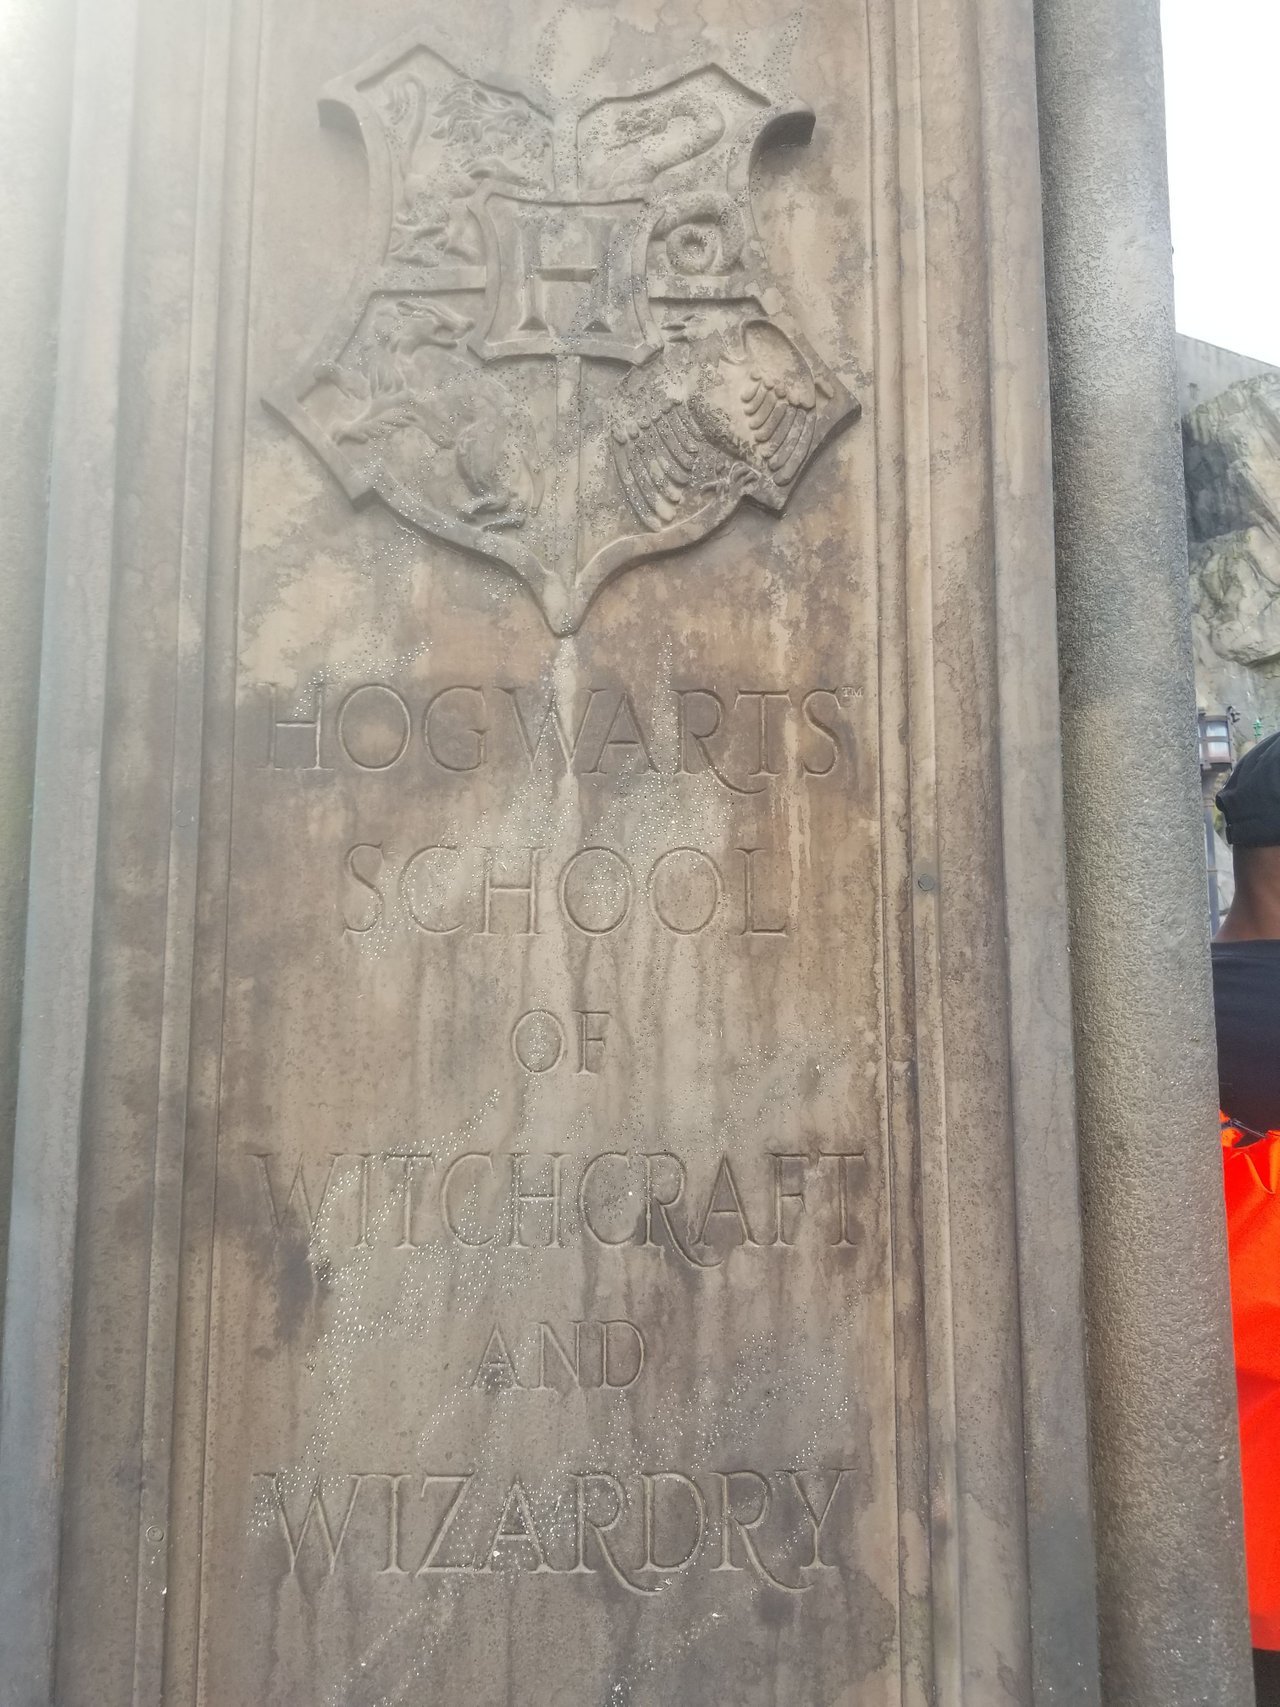 H
HOGWARTS™
SCHOOL
OF
WITCHCRAFT
AND
WIZARDRY